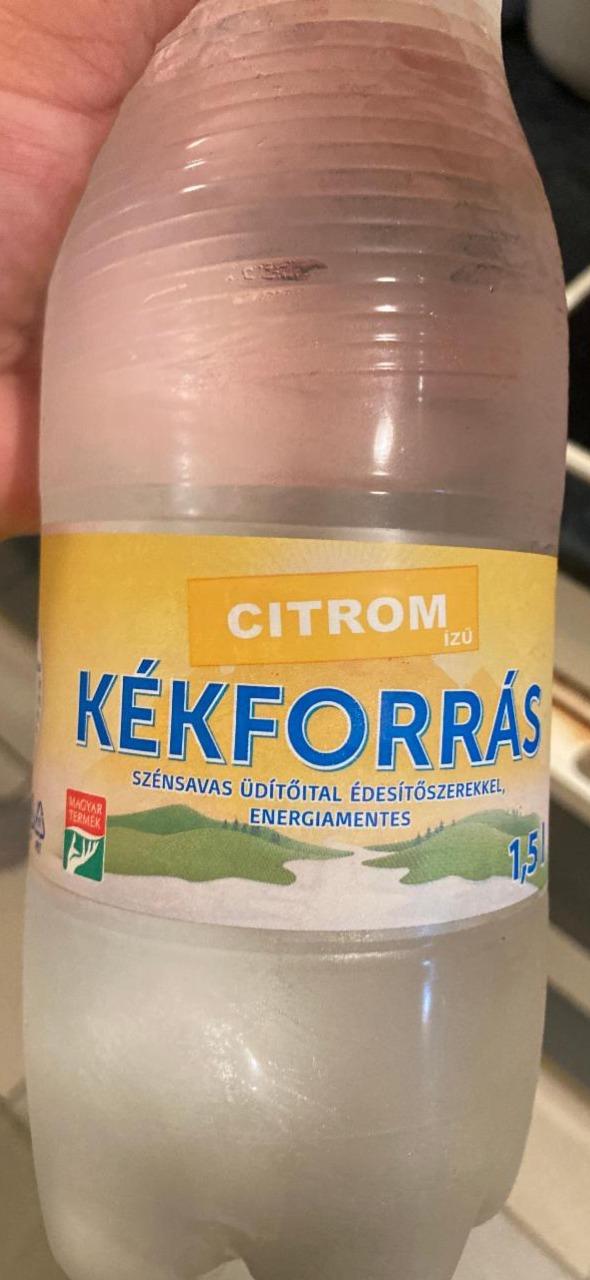 CITROM
ÍZŰ
KÉKFORRÁS
SZÉNSAVAS ÜDÍTŐITAL ÉDESÍTŐSZEREKKEL,
ENERGIAMENTES
MAGYAR
TERMÉK
1,5 l